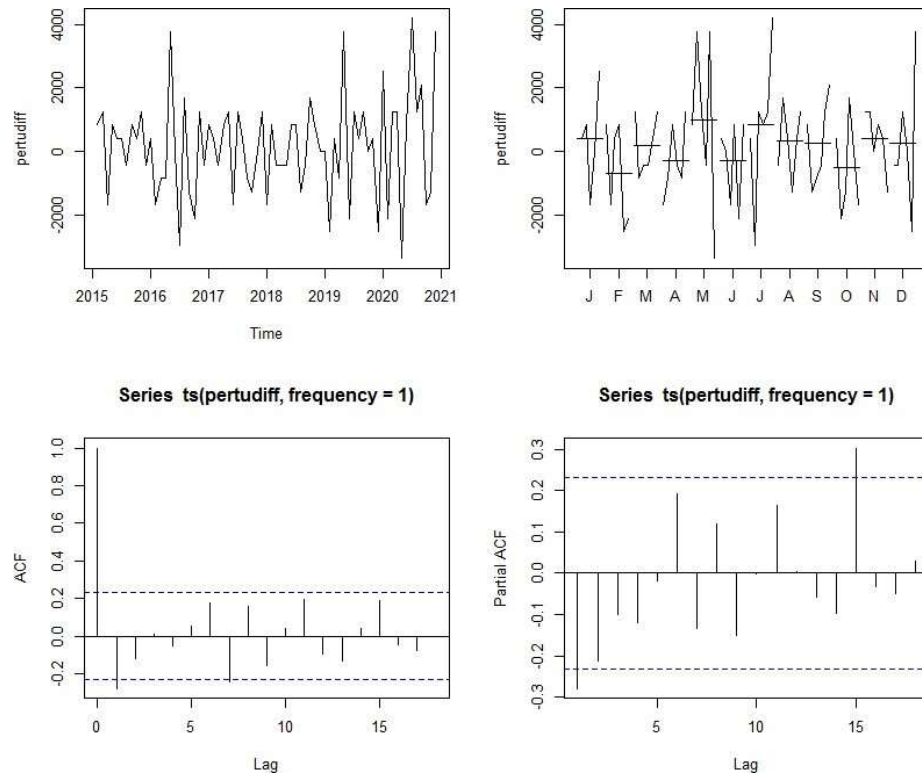 pertudiff
4000
2000
0
-2000
2015 2016 2017 2018 2019 2020 2021
Time
pertudiff
4000
2000
0
-2000
J F M A M J J A S O N D
Series ts(pertudiff, frequency = 1)
ACF
1.0
0.8
0.6
0.4
0.2
0.0
-0.2
0 5 10 15
Lag
Series ts(pertudiff, frequency = 1)
Partial ACF
0.3
0.2
0.1
0.0
-0.1
-0.2
-0.3
5 10 15
Lag